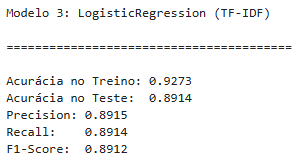 Modelo 3: LogisticRegression (TF-IDF)
========================================
Acurácia no Treino: 0.9273
Acurácia no Teste:  0.8914
Precision: 0.8915
Recall:    0.8914
F1-Score:  0.8912